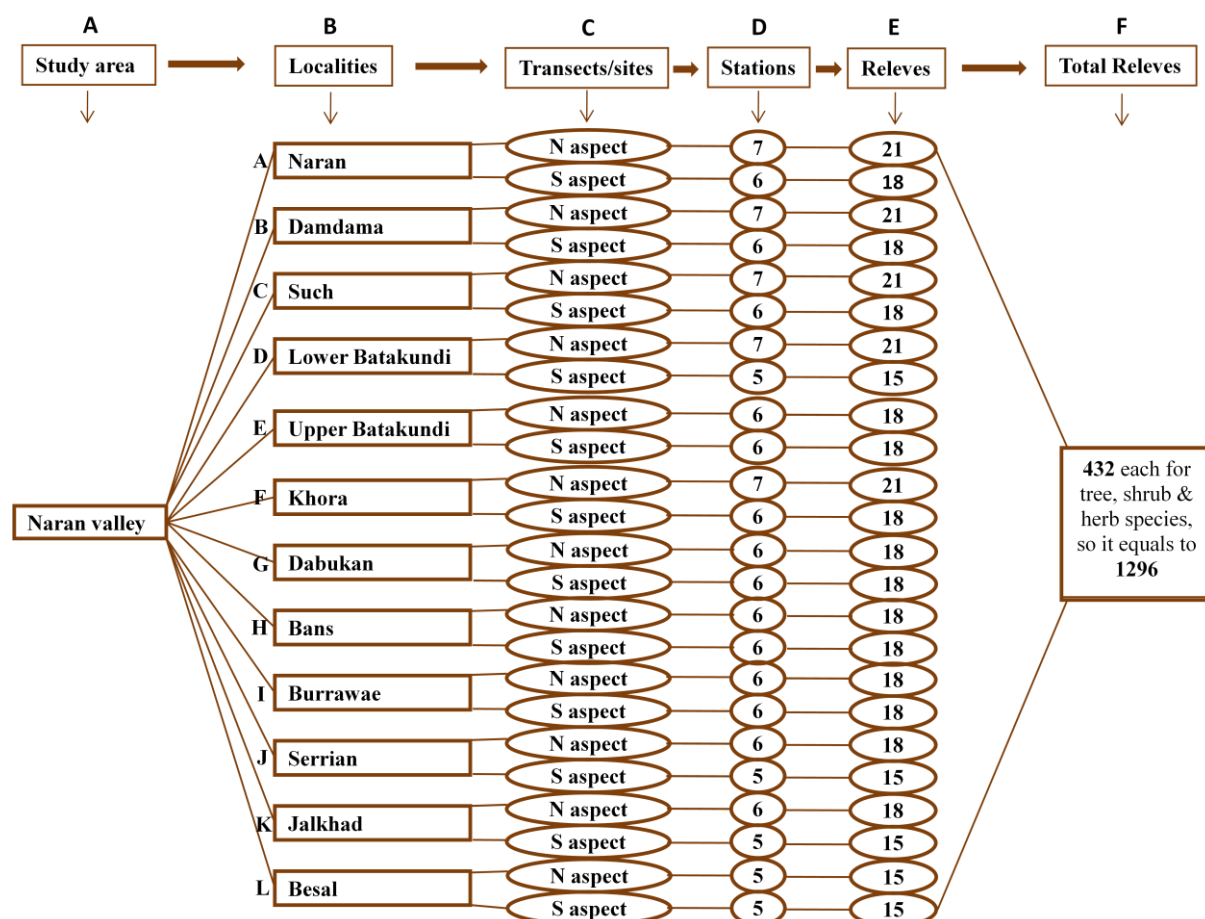 A B C D E F
Study area Localities Transects/sites Stations Releves Total Releves
A Naran N aspect 7 21
S aspect 6 18
B Damdama N aspect 7 21
S aspect 6 18
C Such N aspect 7 21
S aspect 6 18
D Lower Batakundi N aspect 7 21
S aspect 5 15
E Upper Batakundi N aspect 6 18
S aspect 6 18
F Khora N aspect 7 21
S aspect 6 18
Naran valley
G Dabukan N aspect 6 18
S aspect 6 18
H Bans N aspect 6 18
S aspect 6 18
I Burrawae N aspect 6 18
S aspect 6 18
J Serrian N aspect 6 18
S aspect 5 15
K Jalkhad N aspect 6 18
S aspect 5 15
L Besal N aspect 5 15
S aspect 5 15
432 each for
tree, shrub &
herb species,
so it equals to
1296